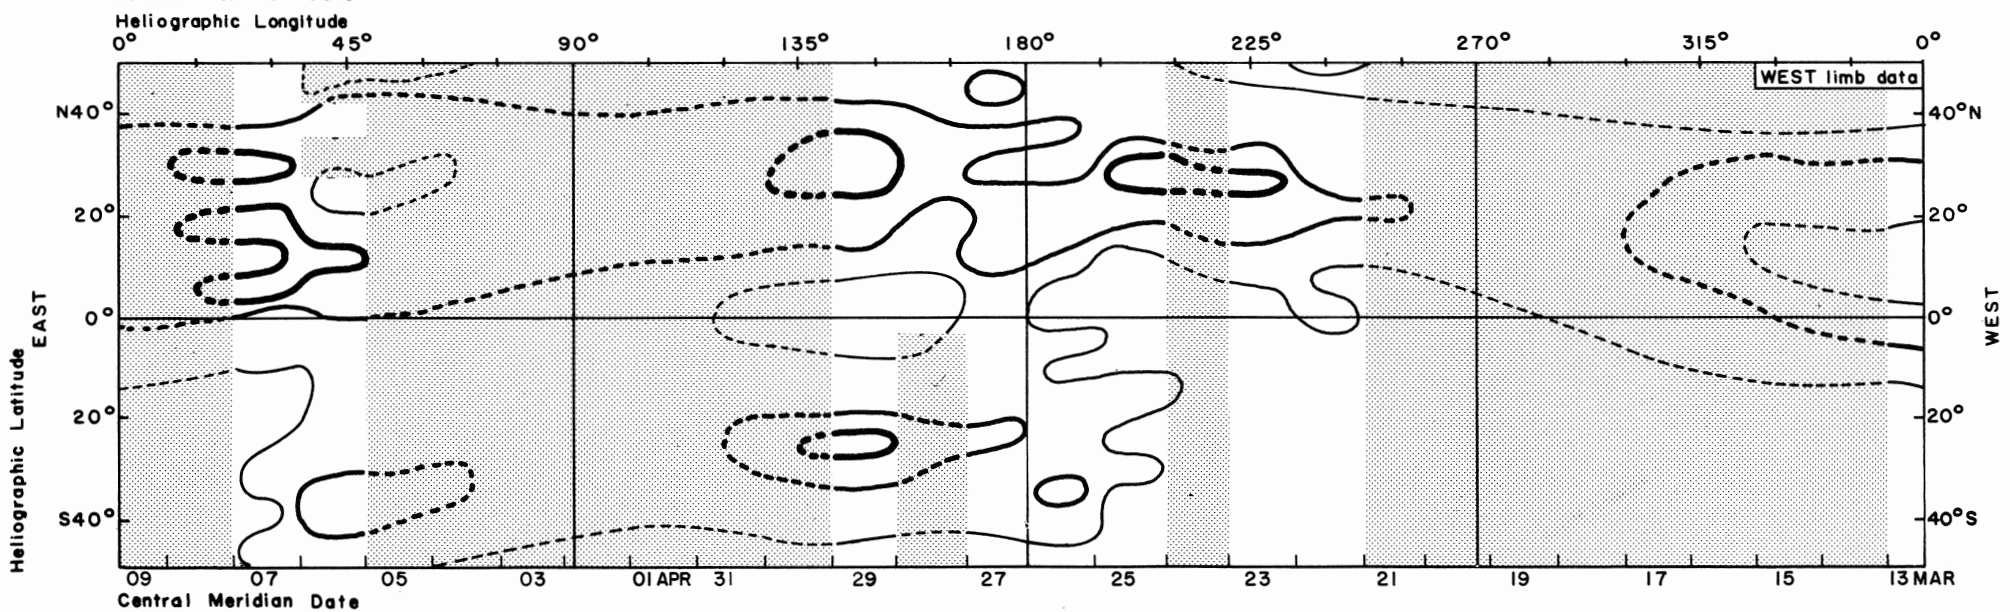 Heliographic Longitude
0° 45° 90° 135° 180° 225° 270° 315° 0°
WEST limb data
N40° 40°N
20° 20°
0° 0°
20° 20°
S40° 40°S
EAST
WEST
Heliographic Latitude
09 07 05 03 01 APR 31 29 27 25 23 21 19 17 15 13 MAR
Central Meridian Date